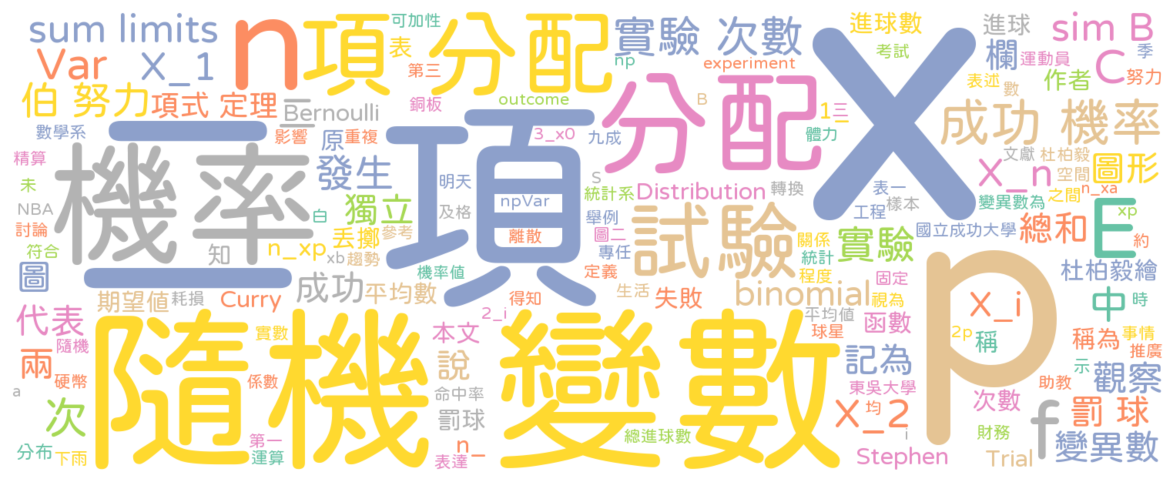 sum limits
n
項
分配
實驗 次數
可加性
表
第三
np
experiment
進球數
考試
進球
欄
運動員
sim B
季
表述
數
作者
C
努力
Var
X_1
伯 努力
項式 定理
Bernoulli
銅板
outcome
分配
B
1
三
體力
X
成功 機率
數學系
影響
重複
原
3_x0
九成
文獻
杜柏毅
精算
機率
二
項
發生
明天
S
統計系
Distribution
轉換
表一
X_n
空間
圖形
未
NBA
白
獨立
及格
npVar
舉例
工程
樣本
變異數為
之間
n_xa
討論
符合
知
n_xp
丟擲
參考
離散
圖二
專任
試驗
關係
統計
實驗
國立成功大學
總和
E
xp
約
圖
xb
趨勢
機率值
定義
程度
固定
杜柏毅繪
期望值
耗損
Curry
成功
平均數
得知
生活
失敗
binomial
視為
p
X_i
中
時
代表
隨機
實數
2_i
平均值
球星
函數
2p
稱
稱為
事情
推廣
兩
硬幣
係數
本文
說
記為
示
a
隨機 變數
命中率
東吳大學
助教
觀察
次
罰球
X_2
均
次數
f
罰 球
分布
下雨
第一
運算
n_
表達
總進球數
i
財務
Stephen
Trial
變異數